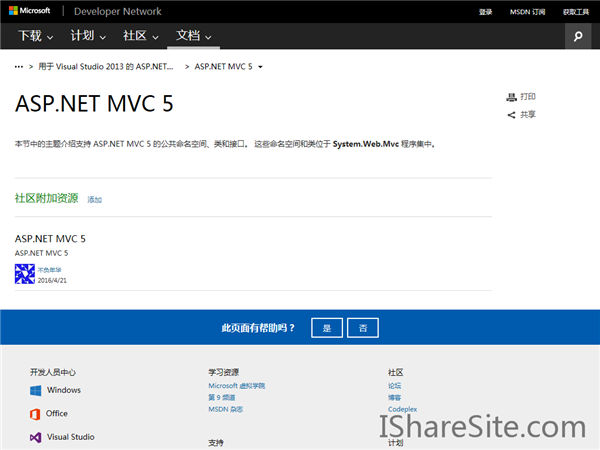 Microsoft Developer Network
登录 MSDN 订阅 获取工具
下载 计划 社区 文档
••• > 用于 Visual Studio 2013 的 ASP.NET... > ASP.NET MVC 5
ASP.NET MVC 5
打印
共享
本节中的主题介绍支持 ASP.NET MVC 5 的公共命名空间、类和接口。 这些命名空间和类位于 System.Web.Mvc 程序集中。
社区附加资源 添加
ASP.NET MVC 5
ASP.NET MVC 5
不负年华
2016/4/21
此页面有帮助吗？ 是 否
开发人员中心
Windows
Office
Visual Studio
学习资源
Microsoft 虚拟学院
第 9 频道
MSDN 杂志
支持
社区
论坛
博客
Codeplex
计划
IShareSite.com